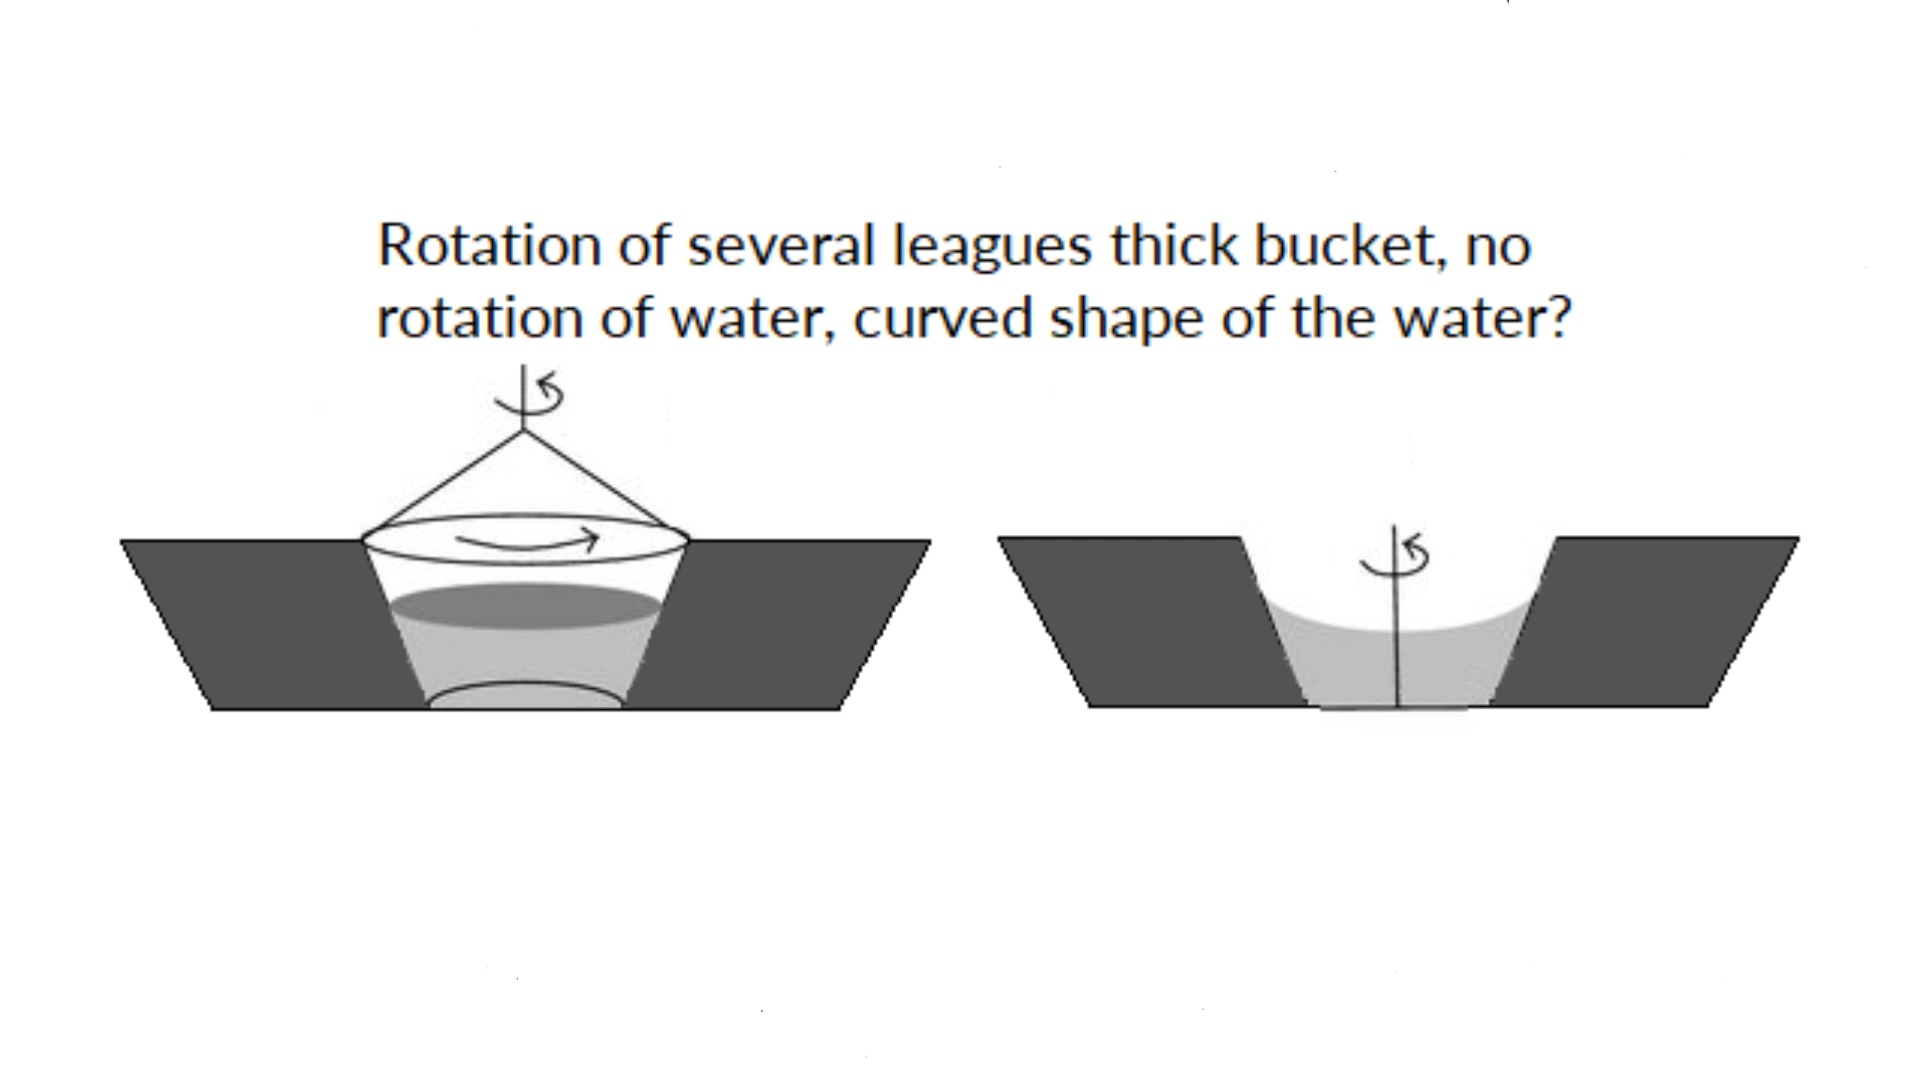 Rotation of several leagues thick bucket, no
rotation of water, curved shape of the water?